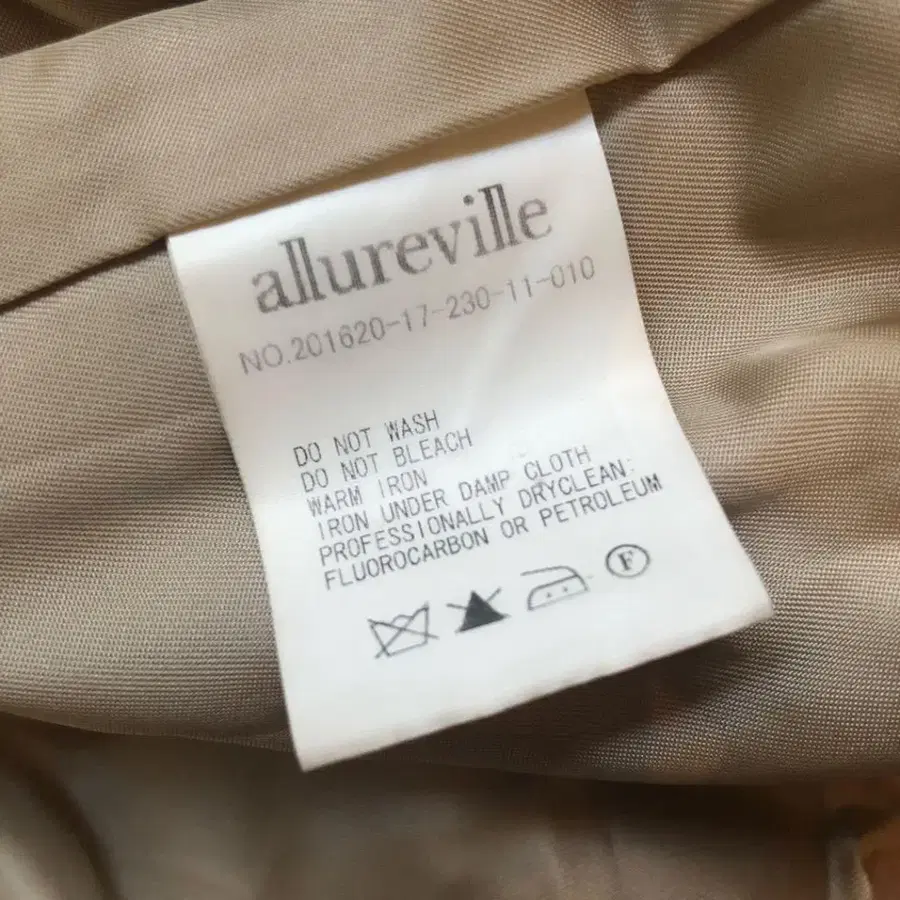 allureville
NO.201620-17-230-11-010
DO NOT WASH
DO NOT BLEACH
WARM IRON
IRON UNDER DAMP CLOTH
PROFESSIONALLY DRYCLEAN:
FLUOROCARBON OR PETROLEUM
F